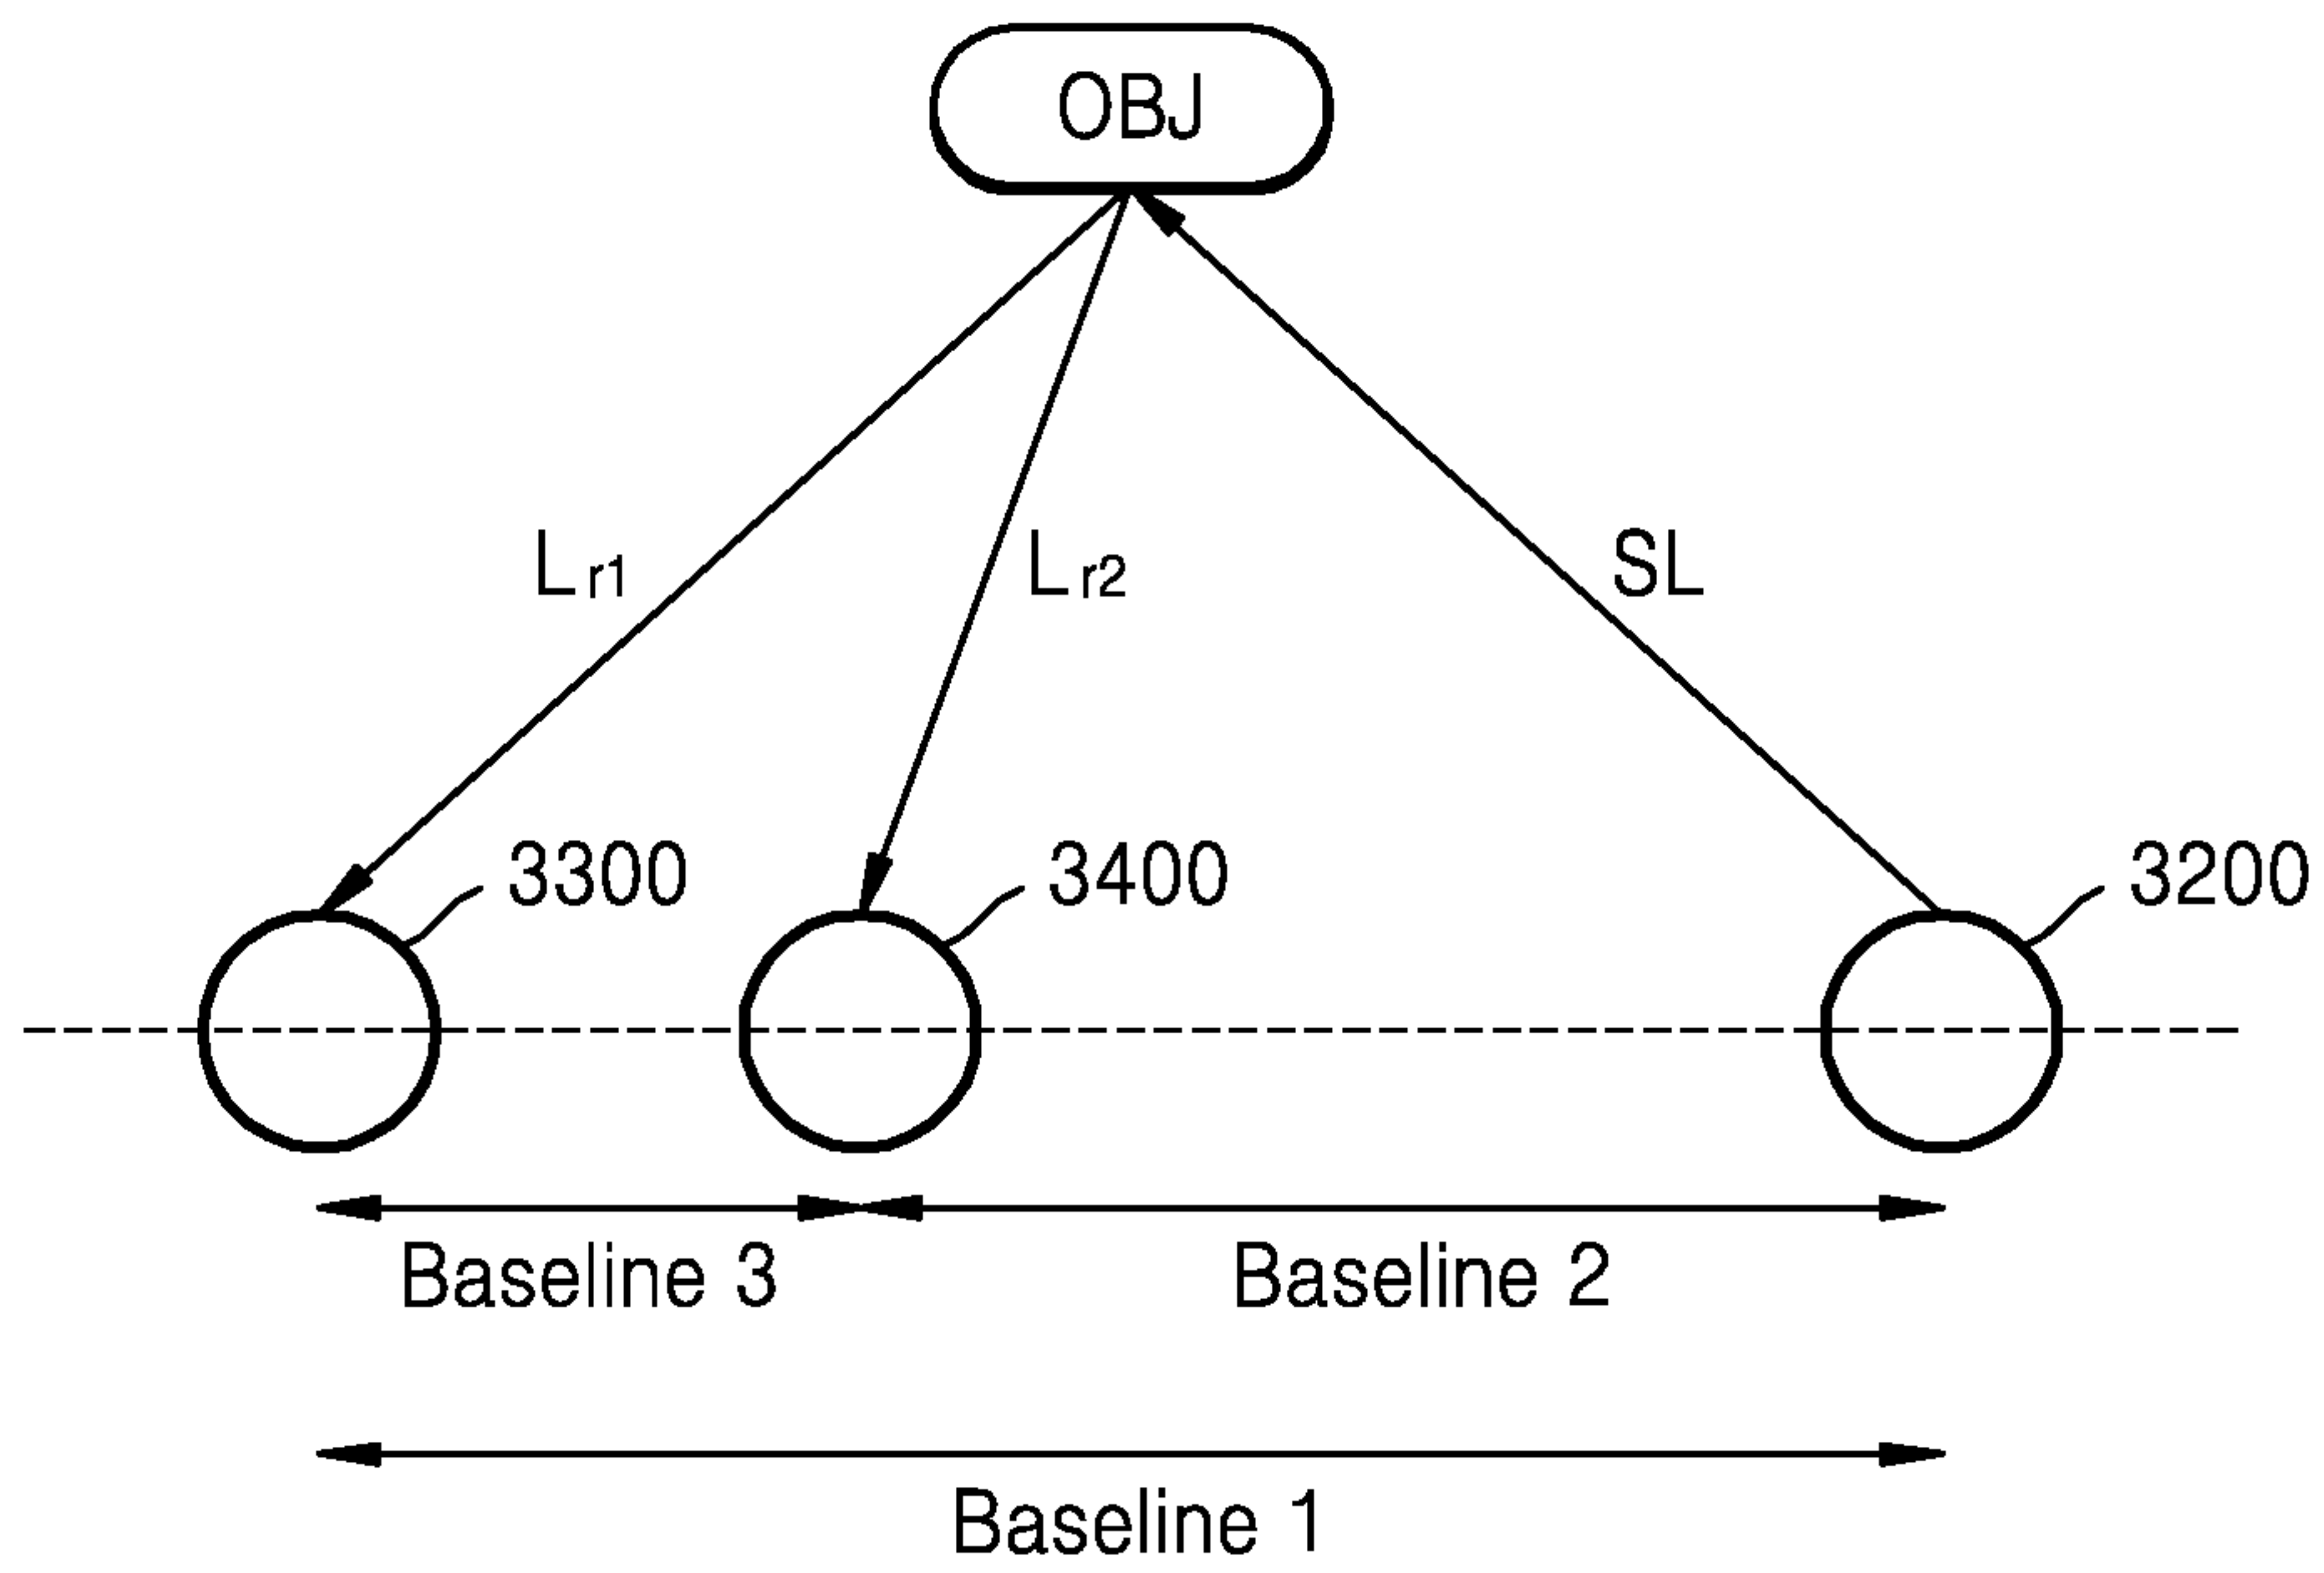 OBJ
Lr1
Lr2
SL
3300
3400
3200
Baseline 3
Baseline 2
Baseline 1